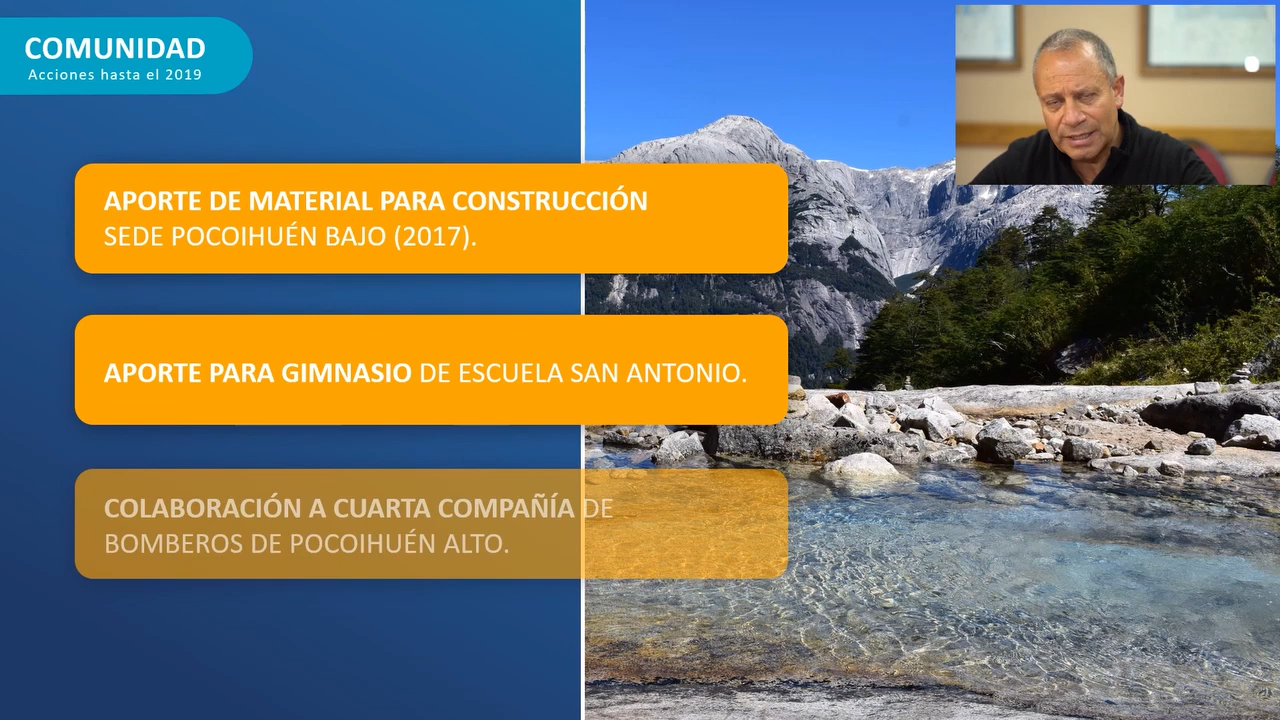 COMUNIDAD
Acciones hasta el 2019
APORTE DE MATERIAL PARA CONSTRUCCIÓN
SEDE POCOIHUÉN BAJO (2017).
APORTE PARA GIMNASIO DE ESCUELA SAN ANTONIO.
COLABORACIÓN A CUARTA COMPAÑÍA DE
BOMBEROS DE POCOIHUÉN ALTO.